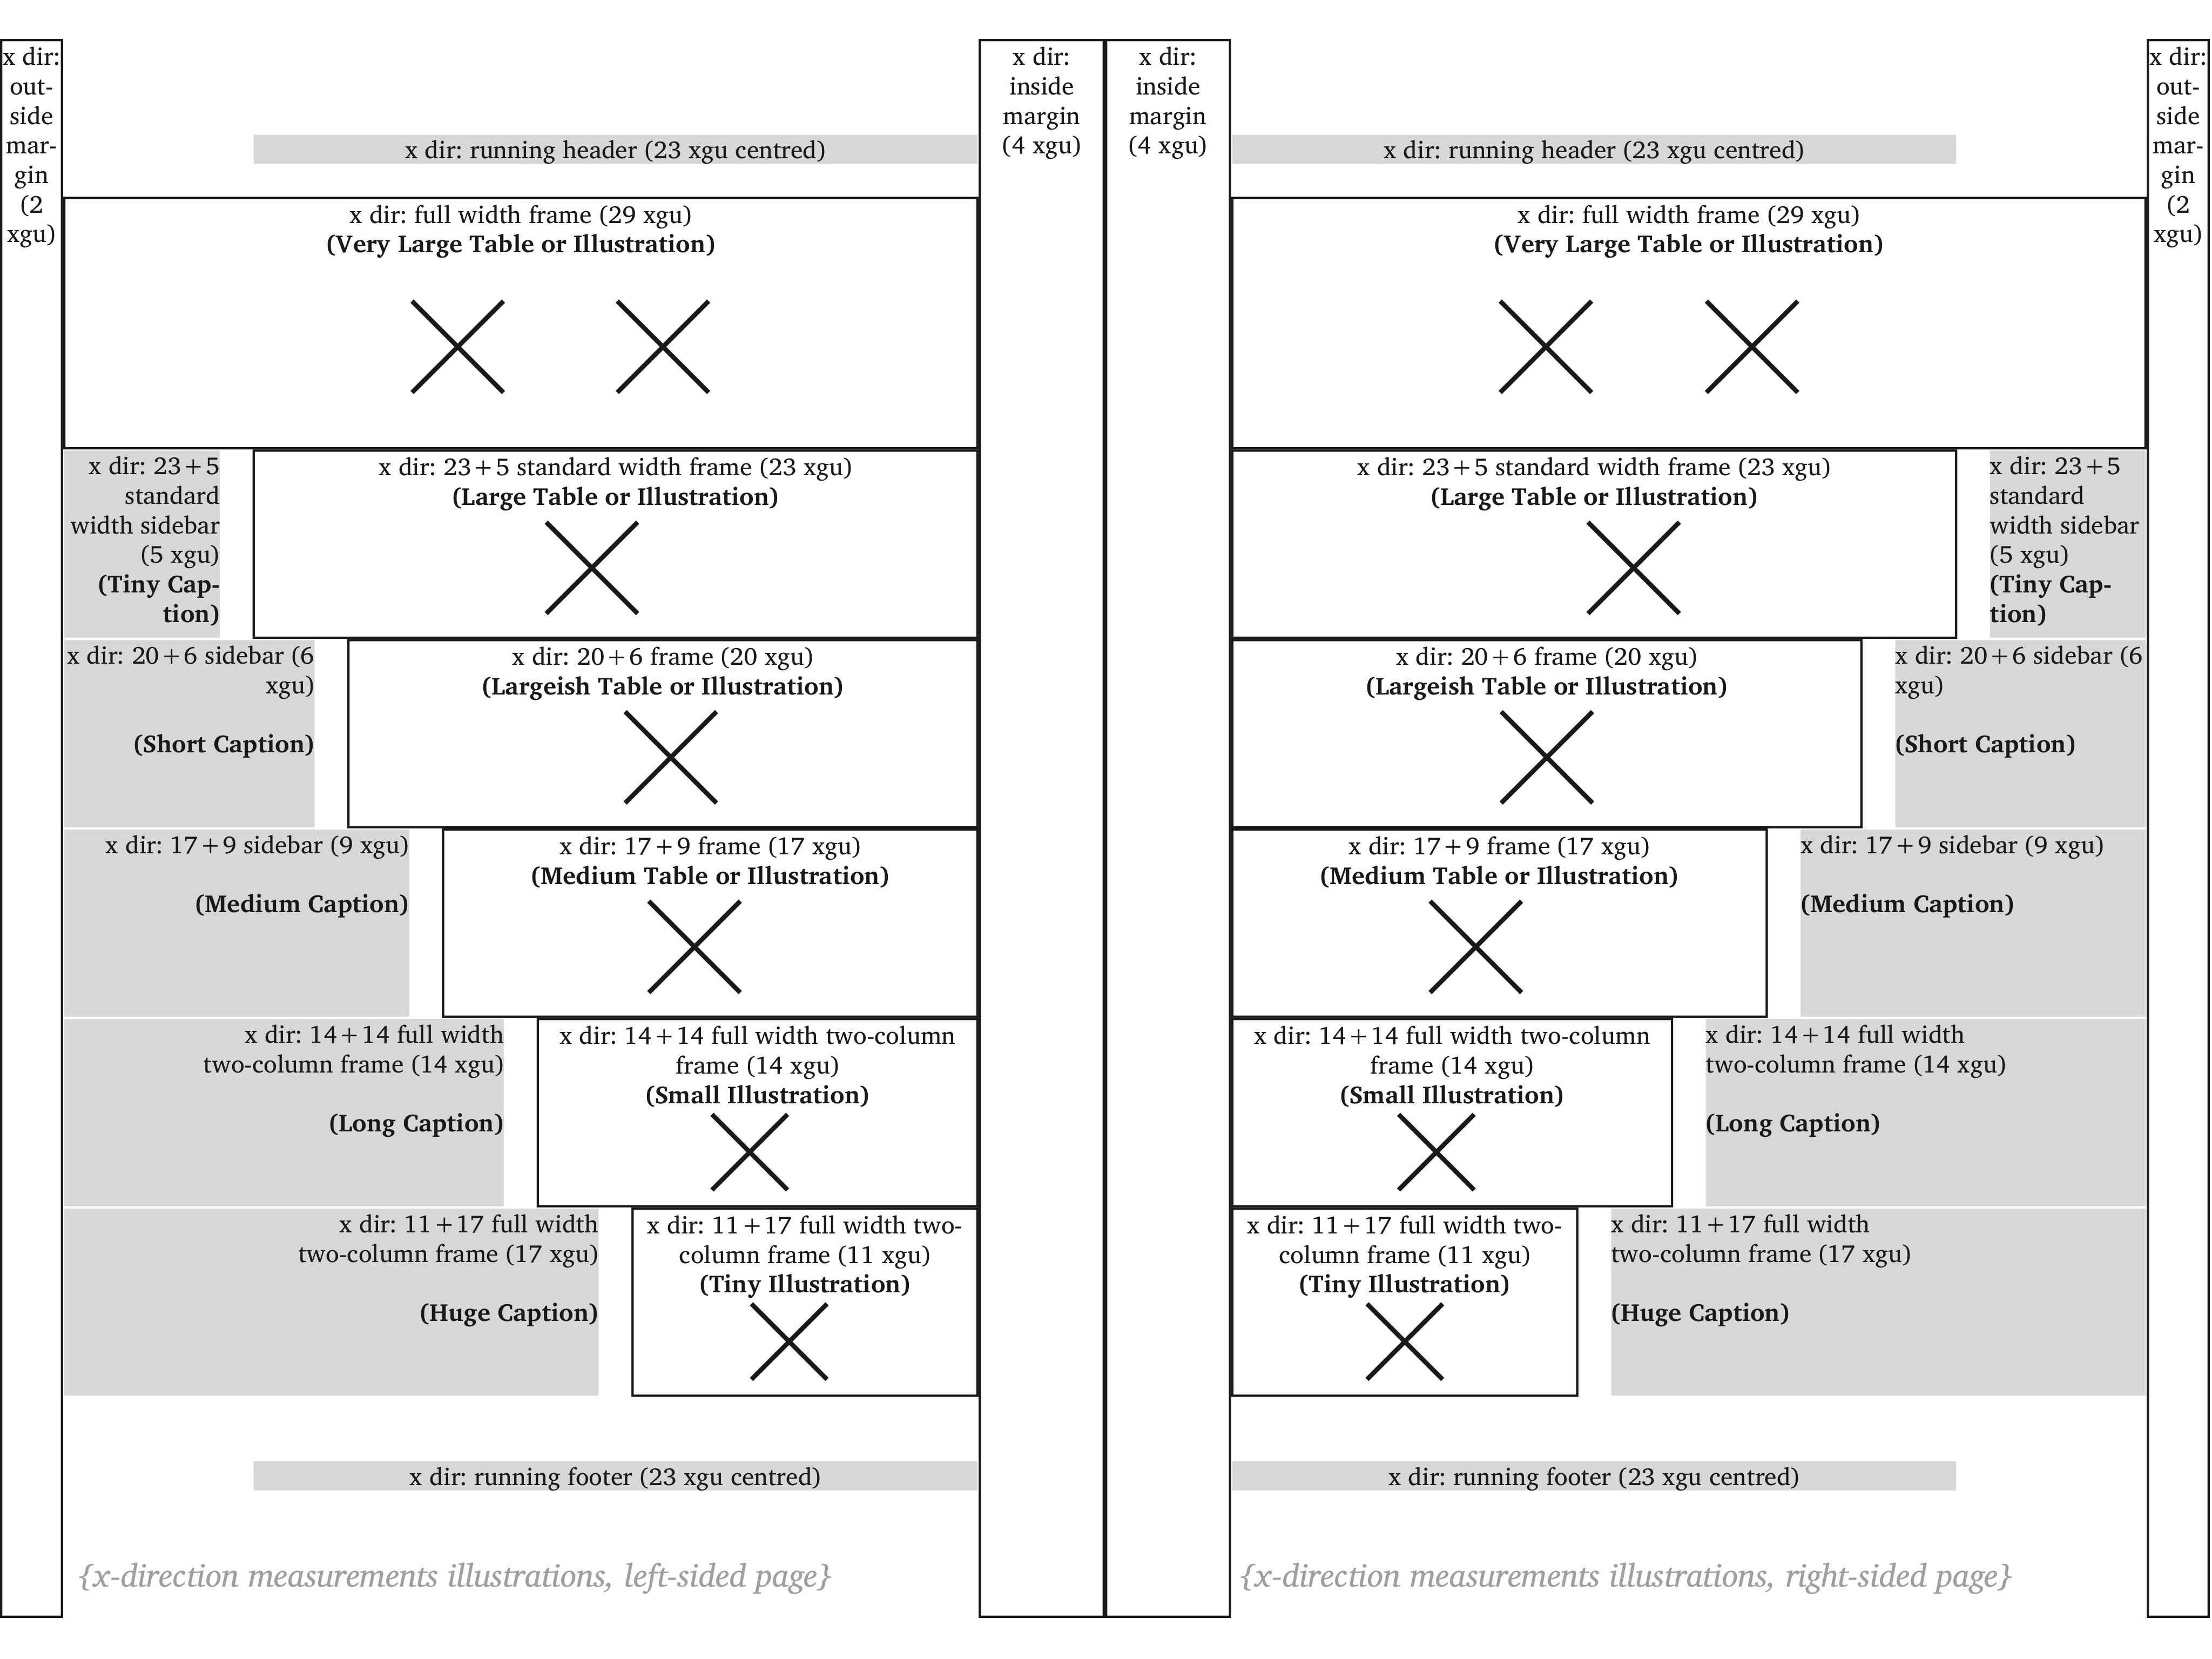 x dir:
out-
side
mar-
gin
(2
xgu)
x dir: running header (23 xgu centred)
x dir: full width frame (29 xgu)
(Very Large Table or Illustration)
x dir: 23+5
standard
width sidebar
(5 xgu)
(Tiny Cap-
tion)
x dir: 23+5 standard width frame (23 xgu)
(Large Table or Illustration)
x dir: 20+6 sidebar (6
xgu)
(Short Caption)
x dir: 20+6 frame (20 xgu)
(Largeish Table or Illustration)
x dir: 17+9 sidebar (9 xgu)
(Medium Caption)
x dir: 17+9 frame (17 xgu)
(Medium Table or Illustration)
x dir: 14+14 full width
two-column frame (14 xgu)
(Long Caption)
x dir: 14+14 full width two-column
frame (14 xgu)
(Small Illustration)
x dir: 11+17 full width
two-column frame (17 xgu)
(Huge Caption)
x dir: 11+17 full width two-
column frame (11 xgu)
(Tiny Illustration)
x dir: running footer (23 xgu centred)
{x-direction measurements illustrations, left-sided page}
x dir:
inside
margin
(4 xgu)
x dir:
inside
margin
(4 xgu)
x dir: running header (23 xgu centred)
x dir: full width frame (29 xgu)
(Very Large Table or Illustration)
x dir: 23+5 standard width frame (23 xgu)
(Large Table or Illustration)
x dir: 23+5
standard
width sidebar
(5 xgu)
(Tiny Cap-
tion)
x dir: 20+6 frame (20 xgu)
(Largeish Table or Illustration)
x dir: 20+6 sidebar (6
xgu)
(Short Caption)
x dir: 17+9 frame (17 xgu)
(Medium Table or Illustration)
x dir: 17+9 sidebar (9 xgu)
(Medium Caption)
x dir: 14+14 full width two-column
frame (14 xgu)
(Small Illustration)
x dir: 14+14 full width
two-column frame (14 xgu)
(Long Caption)
x dir: 11+17 full width two-
column frame (11 xgu)
(Tiny Illustration)
x dir: 11+17 full width
two-column frame (17 xgu)
(Huge Caption)
x dir: running footer (23 xgu centred)
{x-direction measurements illustrations, right-sided page}
x dir:
out-
side
mar-
gin
(2
xgu)